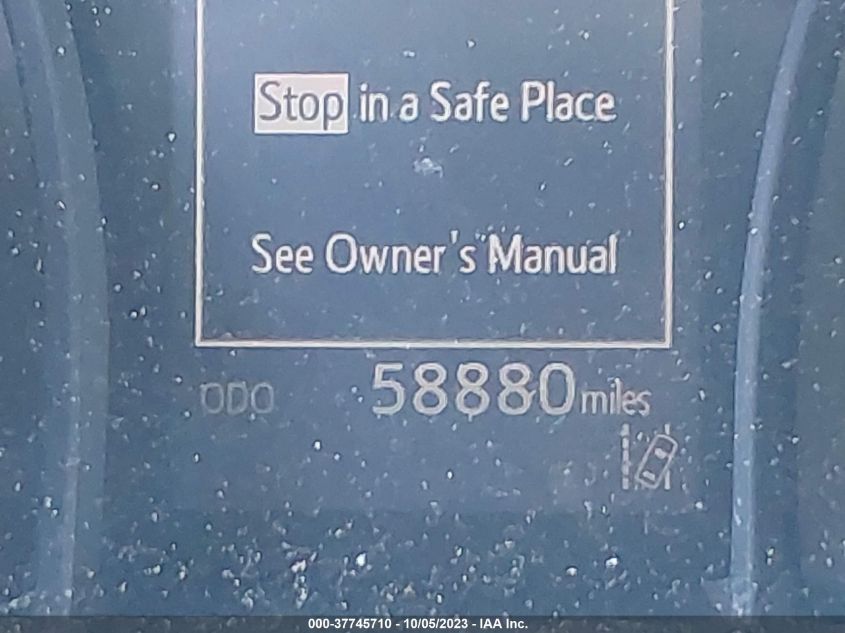 Stop in a Safe Place
See Owner's Manual
ODO 58880 miles
000-37745710 - 10/05/2023 - IAA Inc.